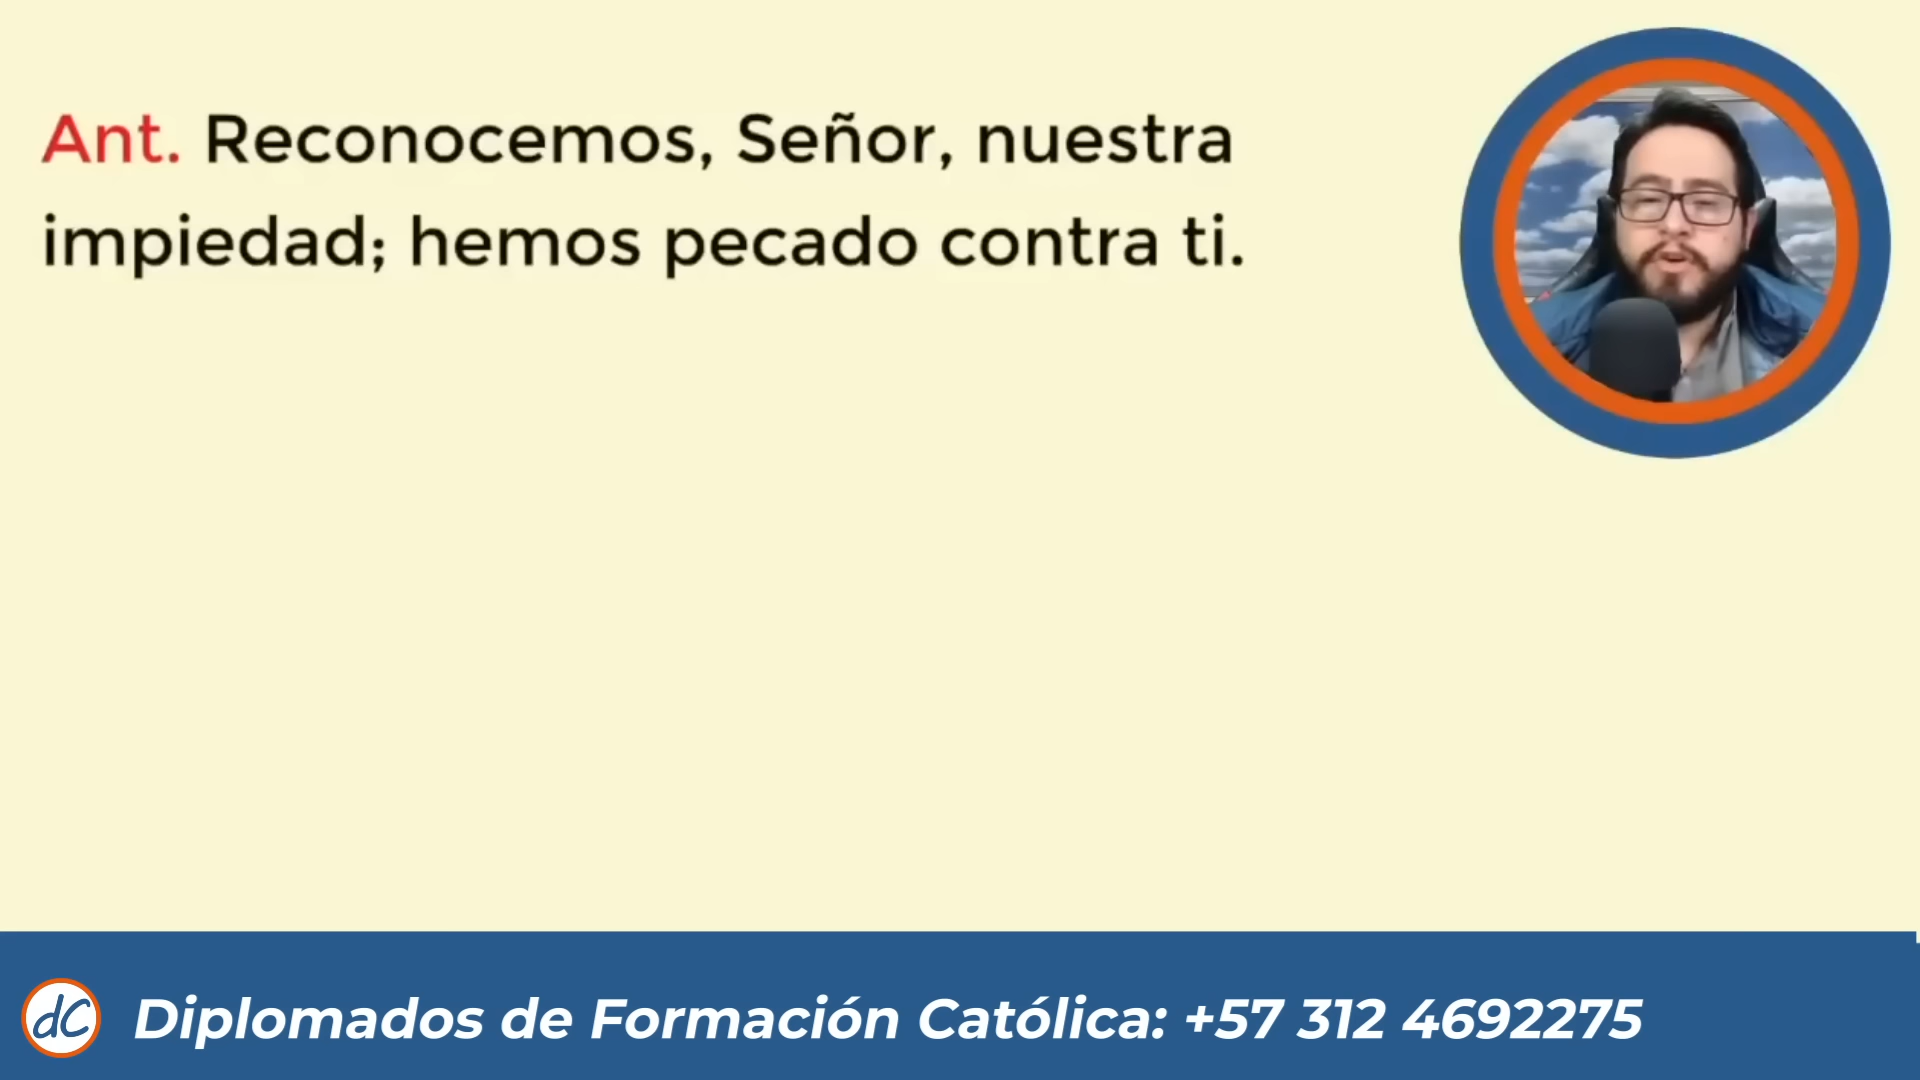 Ant. Reconocemos, Señor, nuestra
impiedad; hemos pecado contra ti.
dC Diplomados de Formación Católica: +57 312 4692275